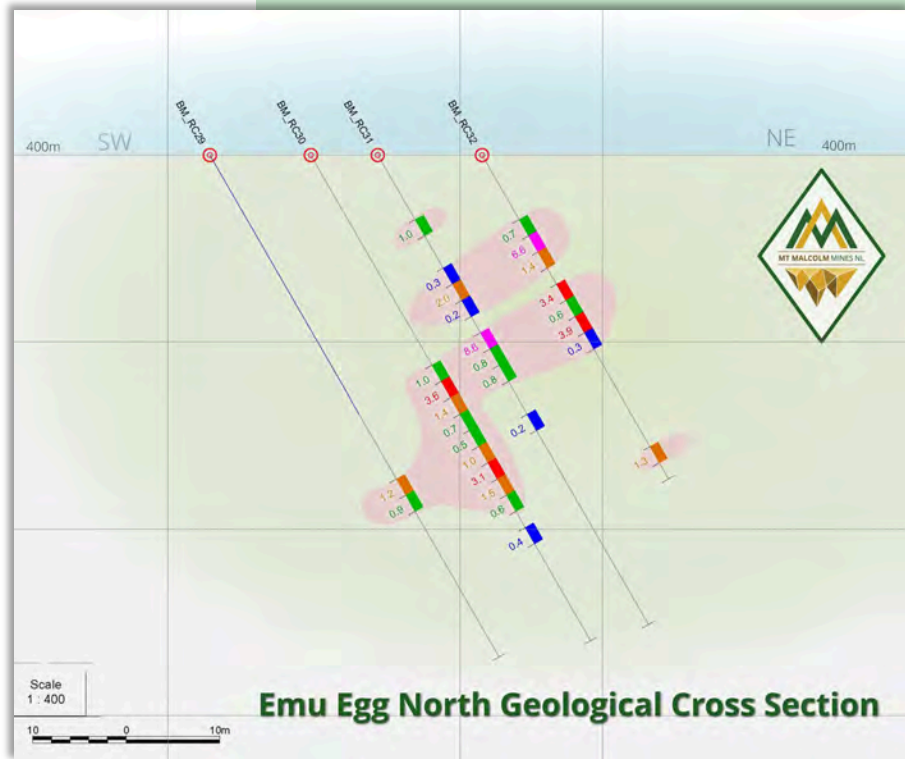 BM_RC29
BM_RC30
BM_RC31
BM_RC32
SW
NE
400m
400m
MT MALCOLM MINES NL
1.0
0.7
6.6
1.4
0.3
2.0
0.2
3.4
0.6
3.9
0.3
8.6
0.8
0.8
1.0
3.6
1.4
0.7
0.5
1.0
3.1
1.5
0.6
0.2
1.3
1.2
0.9
0.4
Scale
1 : 400
Emu Egg North Geological Cross Section
10
0
10m